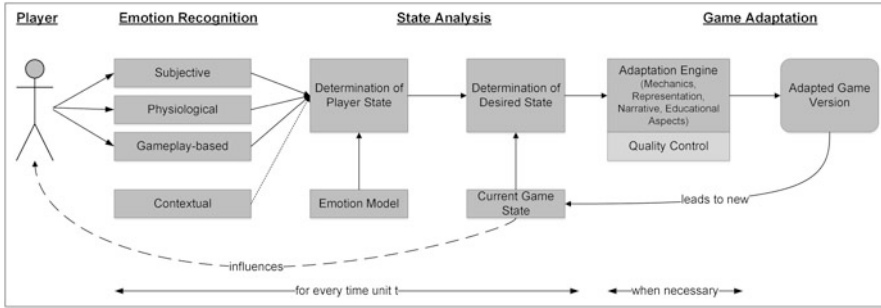 Player
Emotion Recognition
State Analysis
Game Adaptation
Subjective
Physiological
Gameplay-based
Contextual
Determination of
Player State
Emotion Model
Determination of
Desired State
Current Game
State
Adaptation Engine
(Mechanics,
Representation,
Narrative, Educational
Aspects)
Quality Control
Adapted Game
Version
leads to new
influences
for every time unit t
when necessary